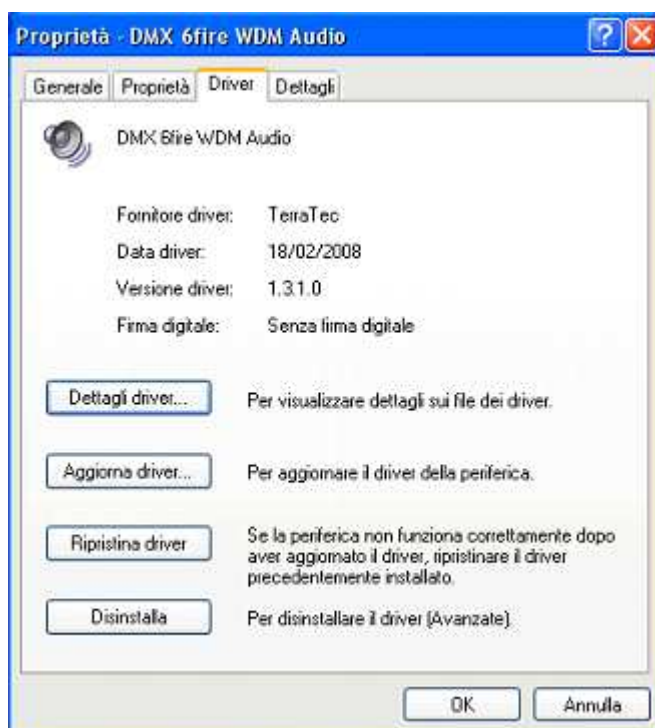 Proprietà - DMX 6fire WDM Audio
Generale Proprietà Driver Dettagli
DMX 6fire WDM Audio
Fornitore driver: TerraTec
Data driver: 18/02/2008
Versione driver: 1.3.1.0
Firma digitale: Senza firma digitale
Dettagli driver... Per visualizzare dettagli sui file dei driver.
Aggiorna driver... Per aggiornare il driver della periferica.
Ripristina driver Se la periferica non funziona correttamente dopo
aver aggiornato il driver, ripristinare il driver
precedentemente installato.
Disinstalla Per disinstallare il driver (Avanzate)
OK Annulla